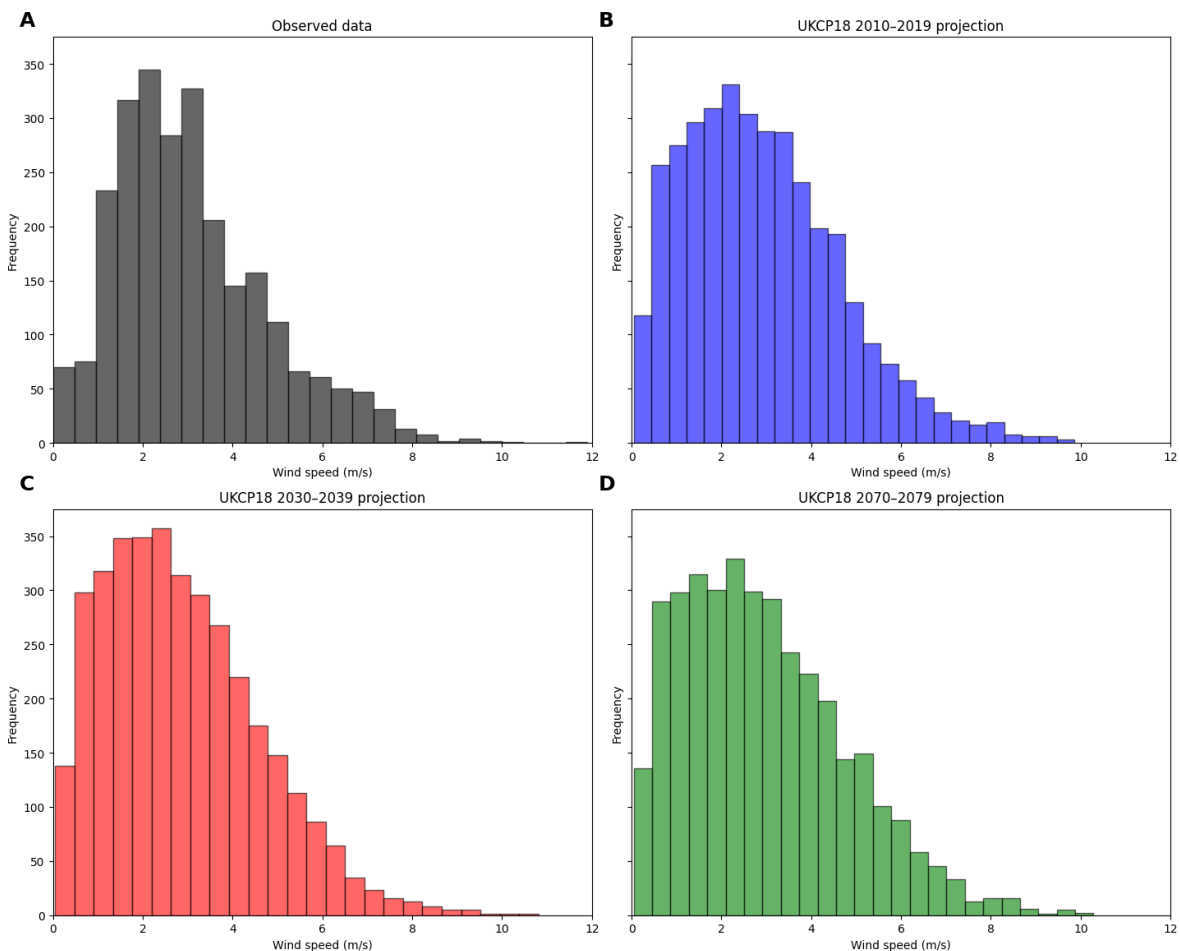 A
Observed data
Frequency
350
300
250
200
150
100
50
0
0 2 4 6 8 10 12
Wind speed (m/s)
B
UKCP18 2010–2019 projection
Frequency
0 2 4 6 8 10 12
Wind speed (m/s)
C
UKCP18 2030–2039 projection
Frequency
350
300
250
200
150
100
50
0
0 2 4 6 8 10 12
Wind speed (m/s)
D
UKCP18 2070–2079 projection
Frequency
0 2 4 6 8 10 12
Wind speed (m/s)